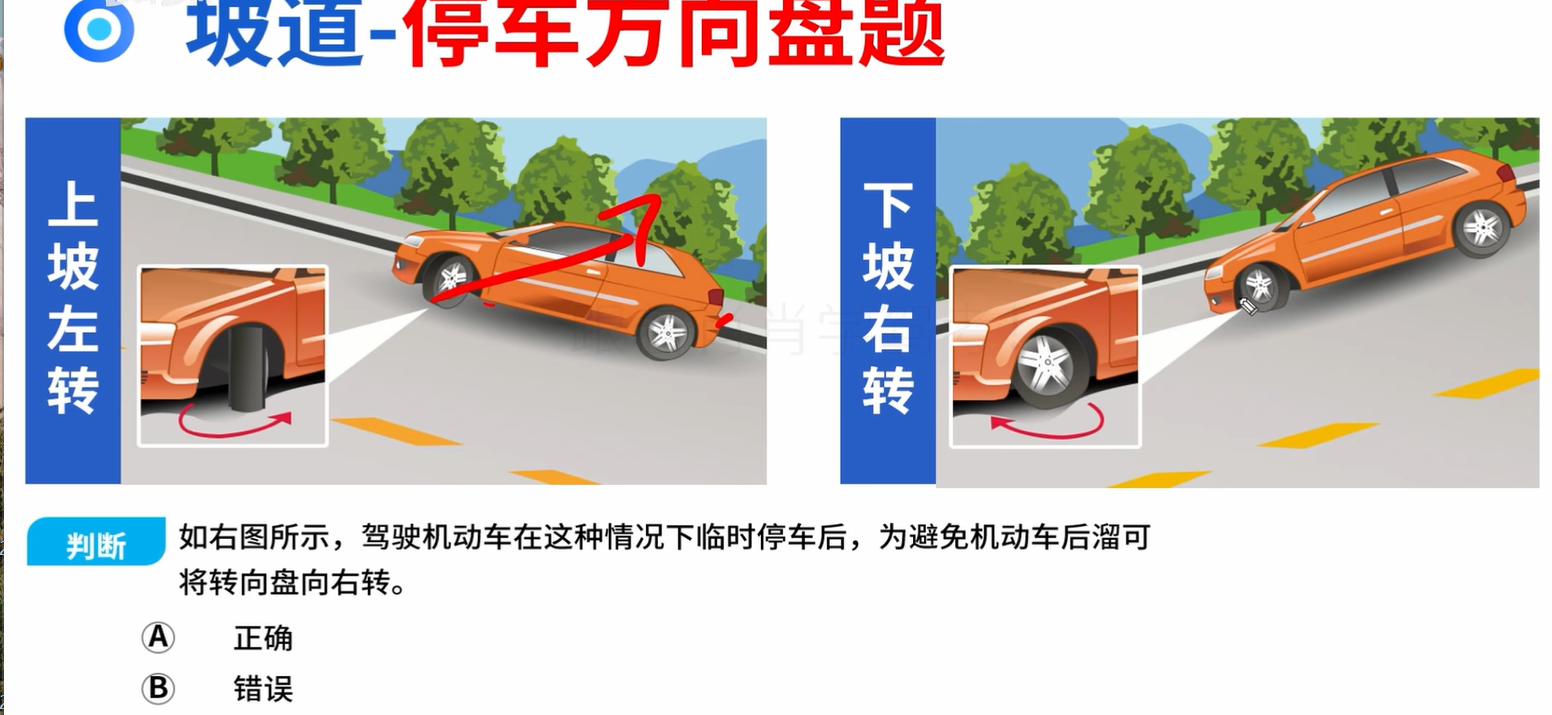 坡道-停车方向盘题
上坡左转
下坡右转
判断
如右图所示，驾驶机动车在这种情况下临时停车后，为避免机动车后溜可
将转向盘向右转。
A 正确
B 错误